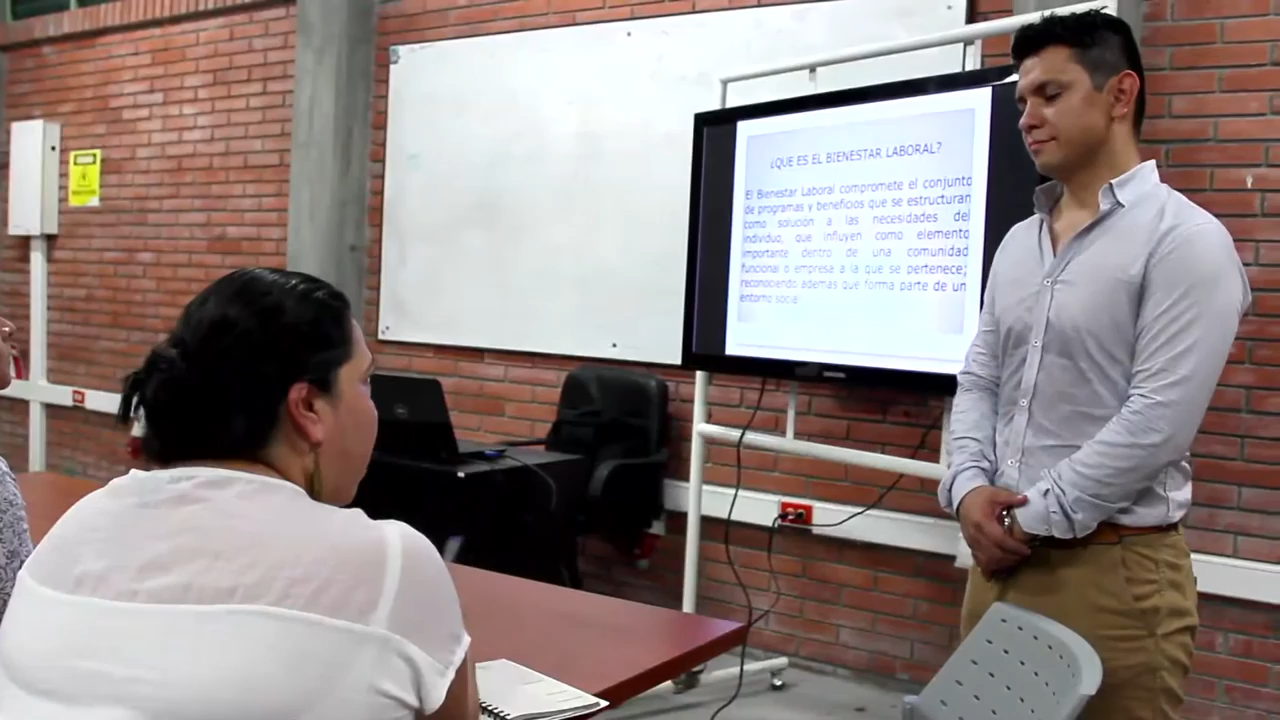 ¿QUE ES EL BIENESTAR LABORAL?
El Bienestar Laboral compromete el conjunto
de programas y beneficios que se estructuran
como solución a las necesidades del
individuo, que influyen como elemento
importante dentro de una comunidad
funcional o empresa a la que se pertenece;
reconociendo además que forma parte de un
entorno social